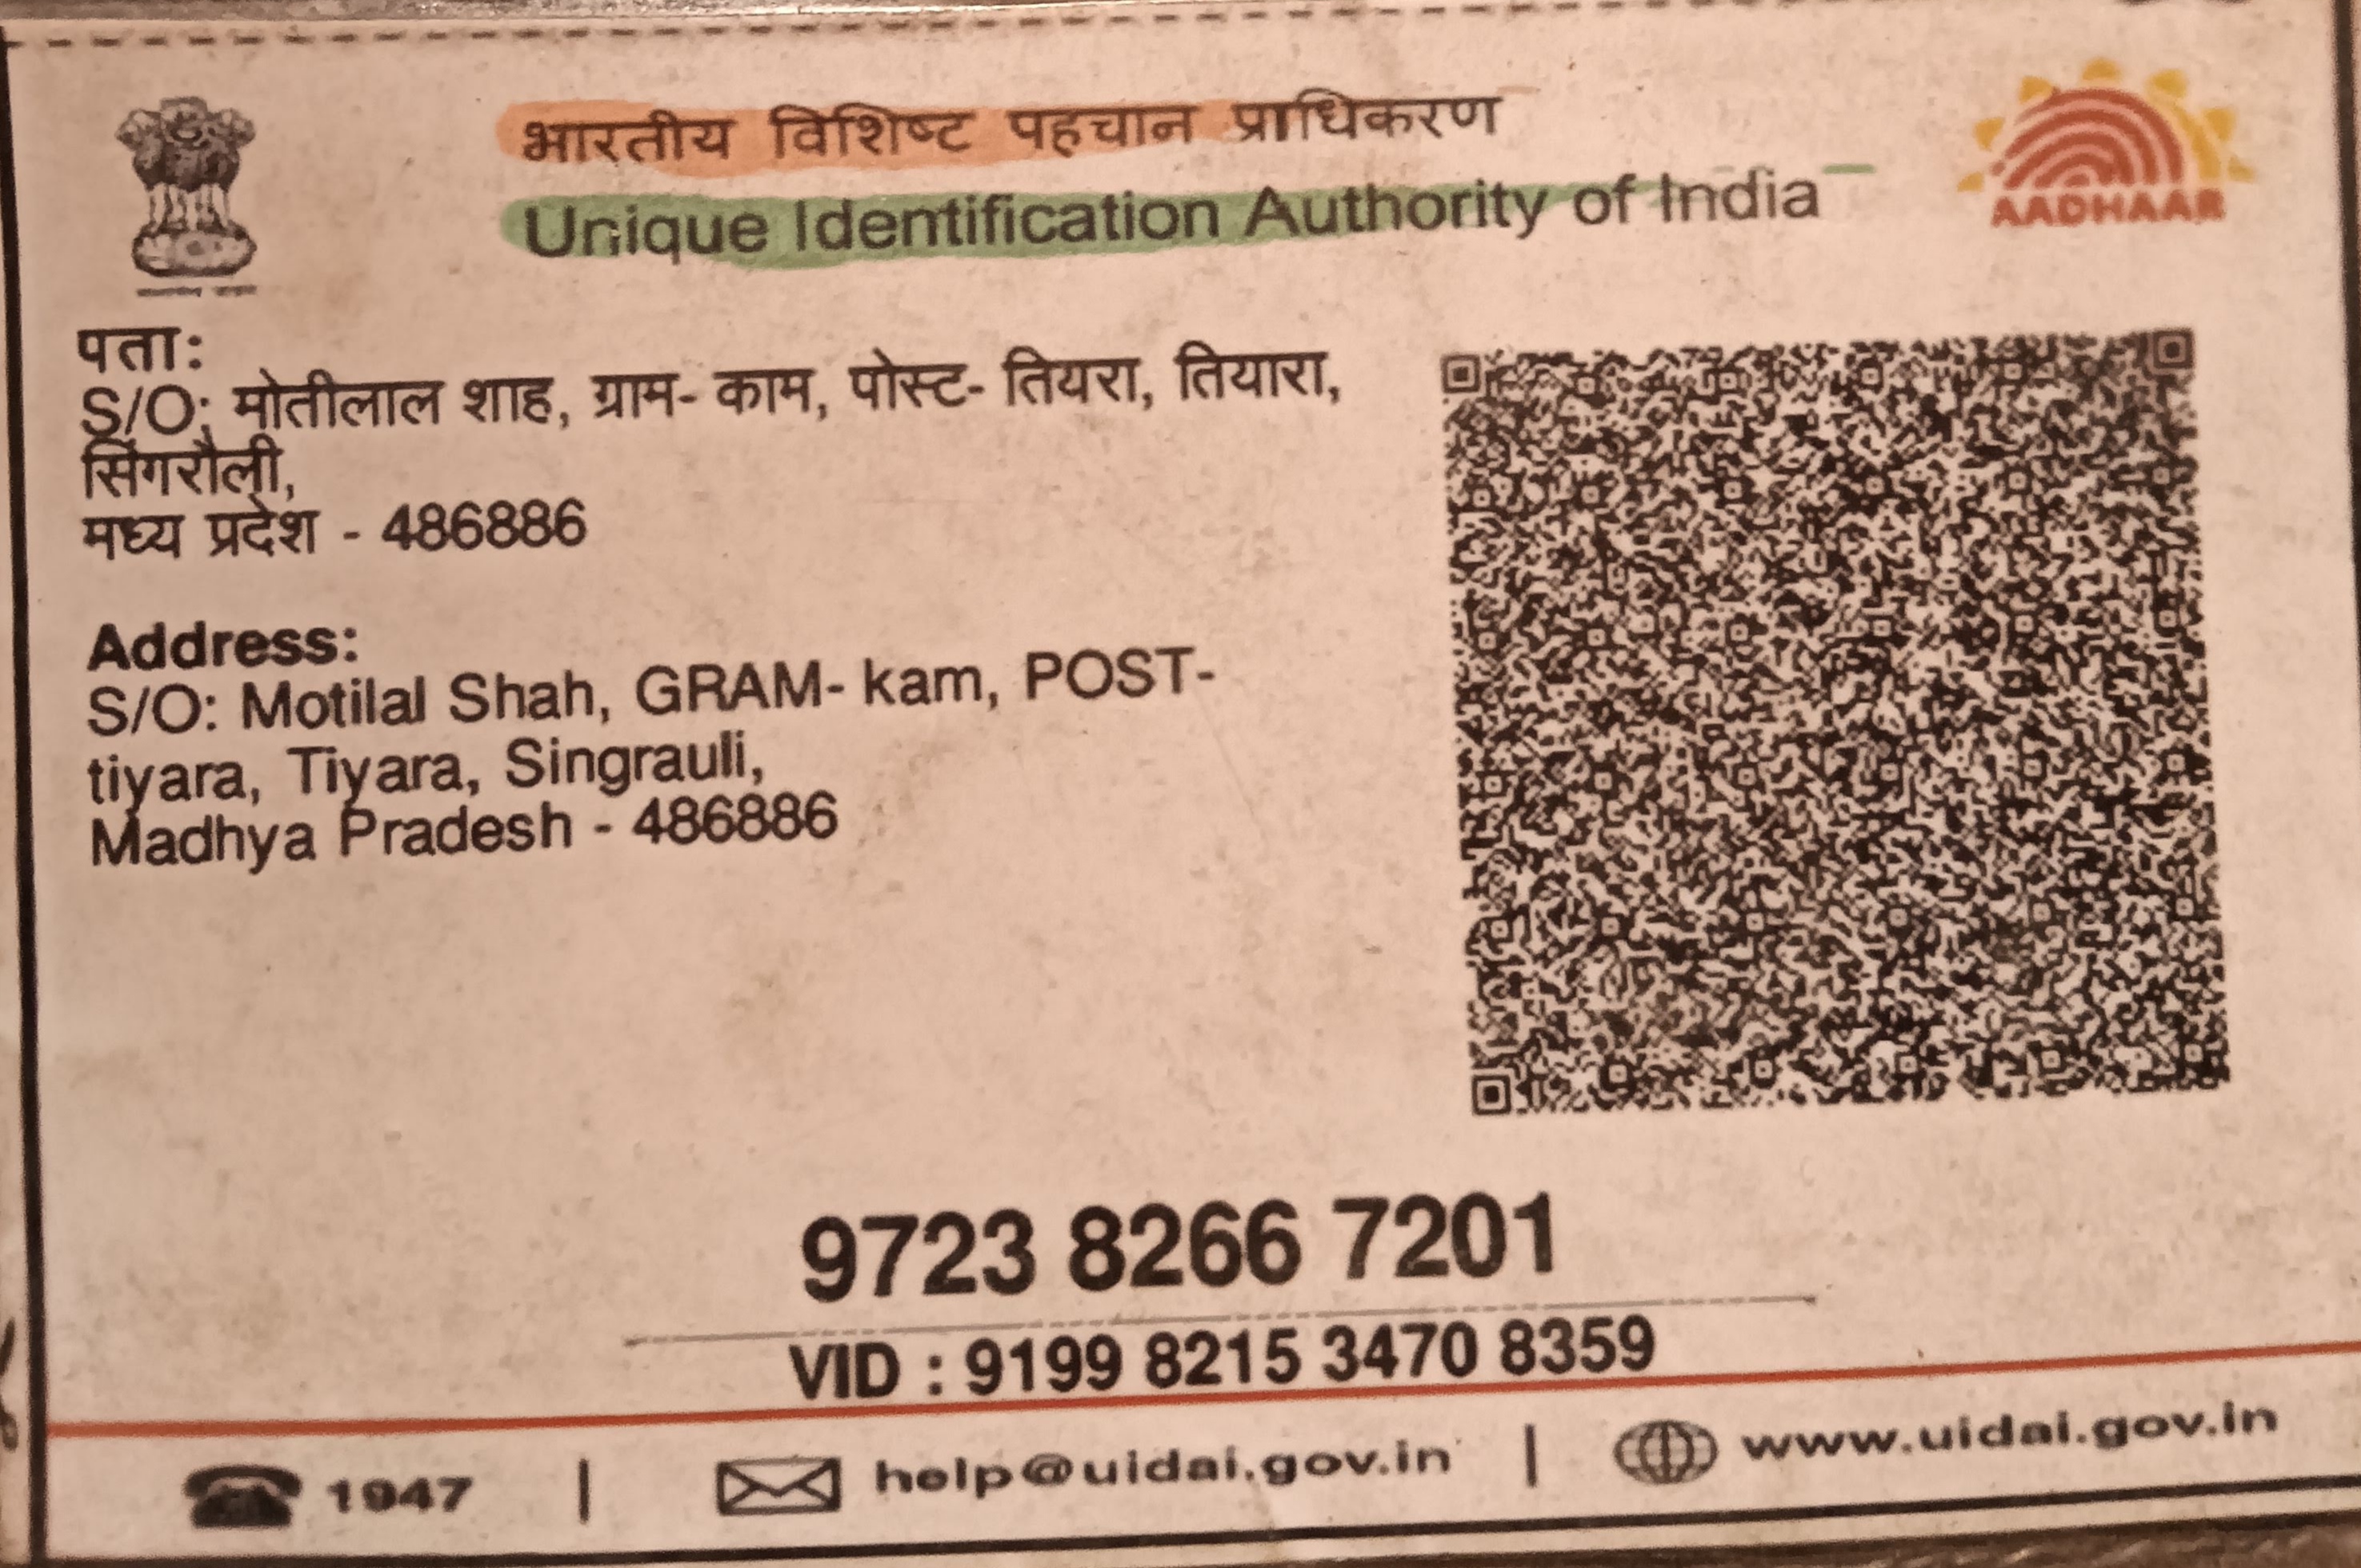 भारतीय विशिष्ट पहचान प्राधिकरण
Unique Identification Authority of India
AADHAAR
पता:
S/O: मोतीलाल शाह, ग्राम- काम, पोस्ट- तियरा, तियारा,
सिंगरौली,
मध्य प्रदेश - 486886
Address:
S/O: Motilal Shah, GRAM- kam, POST-
tiyara, Tiyara, Singrauli,
Madhya Pradesh - 486886
9723 8266 7201
VID : 9199 8215 3470 8359
1947 | help@uidai.gov.in | www.uidai.gov.in